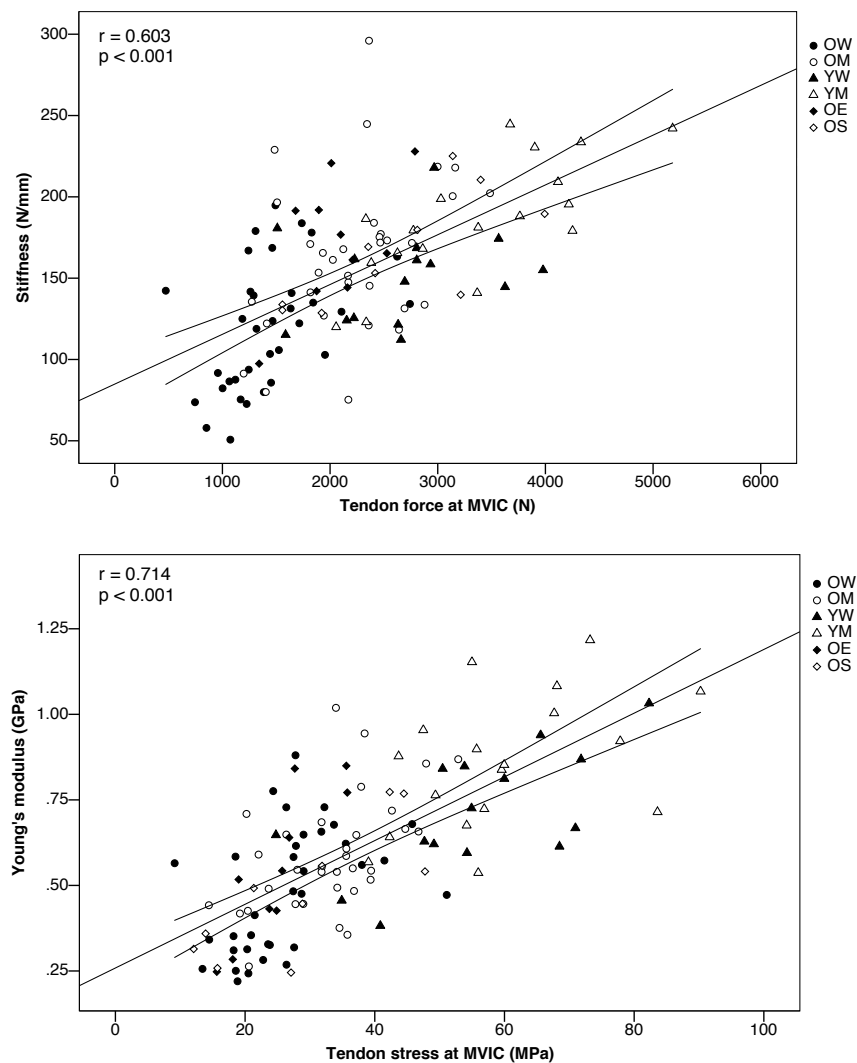 r = 0.603
p < 0.001
300
250
200
150
100
50
Stiffness (N/mm)
0 1000 2000 3000 4000 5000 6000
Tendon force at MVIC (N)
OW
OM
YW
YM
OE
OS
r = 0.714
p < 0.001
1.25
1.00
.75
.50
.25
Young's modulus (GPa)
0 20 40 60 80 100
Tendon stress at MVIC (MPa)
OW
OM
YW
YM
OE
OS